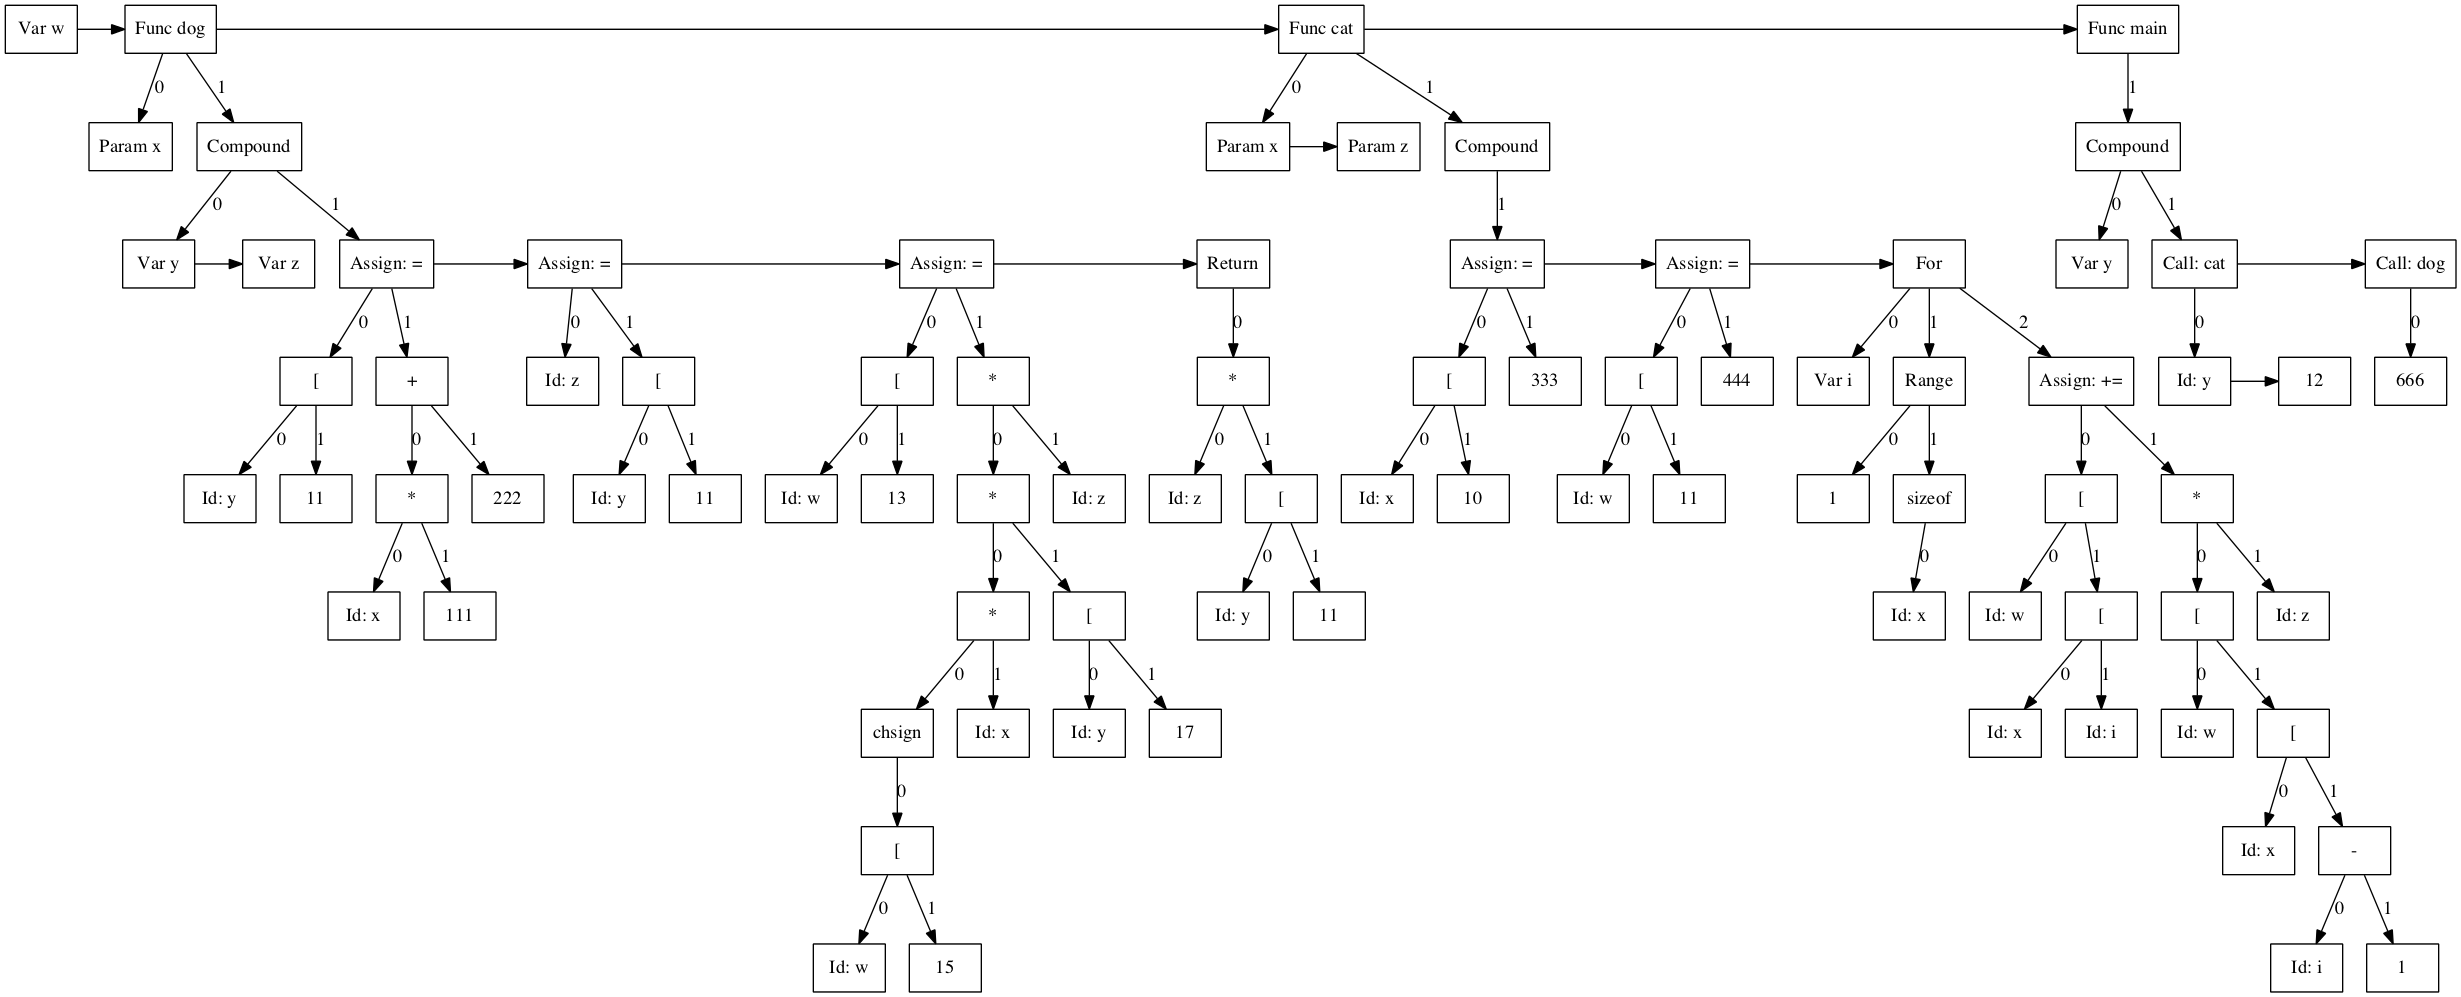 Var w Func dog Func cat Func main
0 1 0 1 1
Param x Compound Param x Param z Compound Compound
0 1 1 0 1
Var y Var z Assign: = Assign: = Assign: = Return Assign: = Assign: = For Var y Call: cat Call: dog
0 1 0 1 0 1 0 0 1 0 1 0 1 2 0 0
[ + Id: z [ [ * * [ 333 [ 444 Var i Range Assign: += Id: y 12 666
0 1 0 1 0 1 0 1 0 1 0 1 0 1 0 1 0 1 0 1
Id: y 11 * 222 Id: y 11 Id: w 13 * Id: z Id: z [ Id: x 10 Id: w 11 1 sizeof [ *
0 1 0 1 0 1 0 0 1 0 1
Id: x 111 * [ Id: y 11 Id: x Id: w [ [ Id: z
0 1 0 1 0 1 0 1
chsign Id: x Id: y 17 Id: x Id: i Id: w [
0 0 1
[ Id: x -
0 1 0 1
Id: w 15 Id: i 1